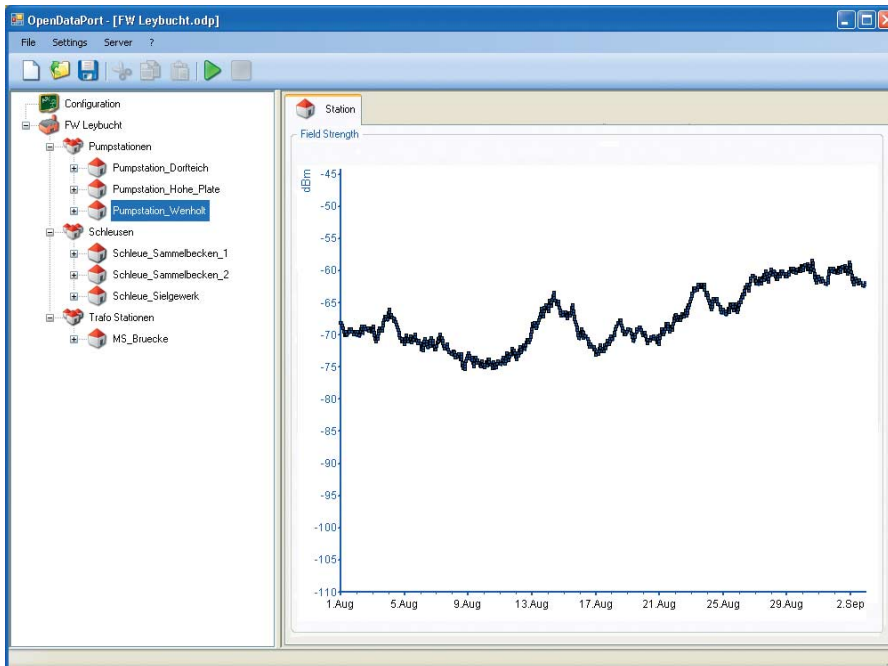 OpenDataPort - [FW Leybucht.odp]
File Settings Server ?
Configuration
FW Leybucht
Pumpstationen
Pumpstation_Dorfteich
Pumpstation_Hohe_Plate
Pumpstation_Wenholt
Schleusen
Schleue_Sammelbecken_1
Schleue_Sammelbecken_2
Schleue_Sielgewerk
Trafo Stationen
MS_Bruecke
Station
Field Strength
dBm
-45
-50
-55
-60
-65
-70
-75
-80
-85
-90
-95
-100
-105
-110
1.Aug 5.Aug 9.Aug 13.Aug 17.Aug 21.Aug 25.Aug 29.Aug 2.Sep